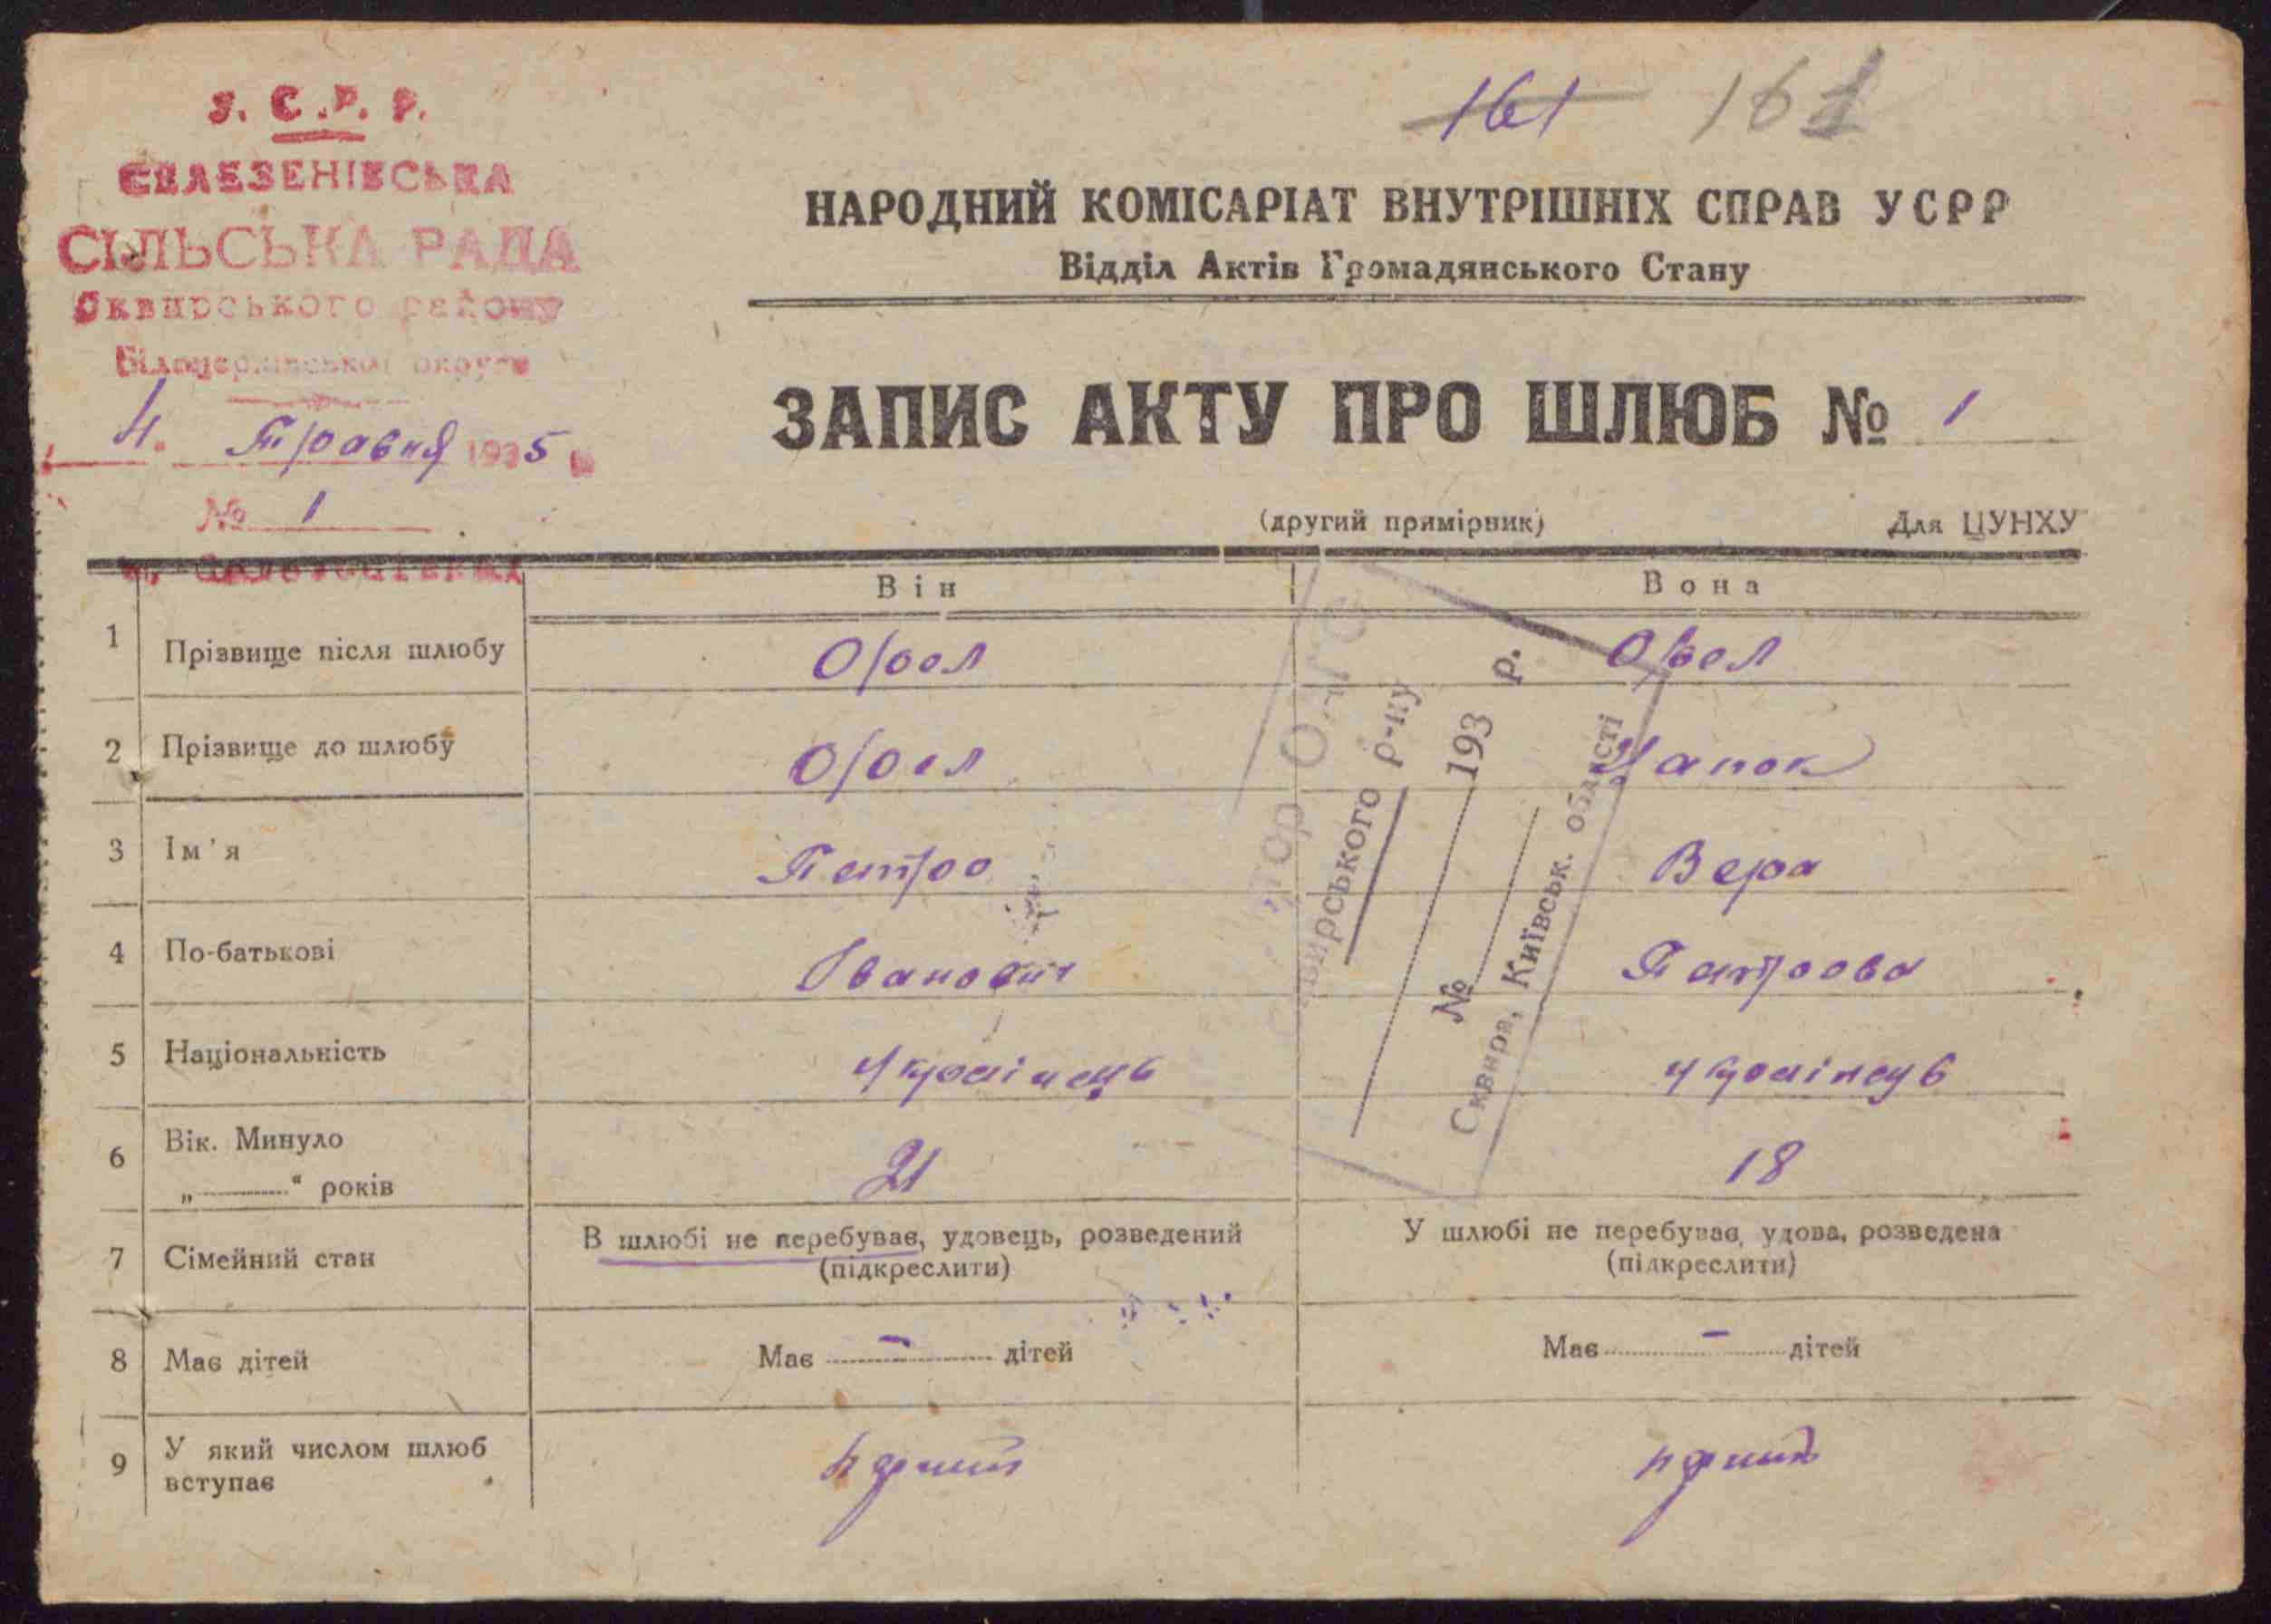 У. С. Р. Р.
СЕЛЕЗЕНІВСЬКА
СІЛЬСЬКА РАДА
Сквирського району
Білоцерківської округи
4. Травня 1935
№ 1
161 161
НАРОДНИЙ КОМІСАРІАТ ВНУТРІШНІХ СПРАВ УСРР
Відділ Актів Громадянського Стану
ЗАПИС АКТУ ПРО ШЛЮБ № 1
(другий примірник) Для ЦУНХУ
Він Вона
1 Прізвище після шлюбу Орел Орел
2 Прізвище до шлюбу Орел
3 Ім'я Петро Вера
4 По-батькові Іванович Петрова
5 Національність українець українець
6 Вік. Минуло
„ “ років 21 18
7 Сімейний стан В шлюбі не перебуває, удовець, розведений (підкреслити) У шлюбі не перебуває, удова, розведена (підкреслити)
8 Має дітей Має — дітей Має — дітей
9 У який числом шлюб
вступає
Сквирського р-ну
193 р.
№
Сквира, Київськ. області